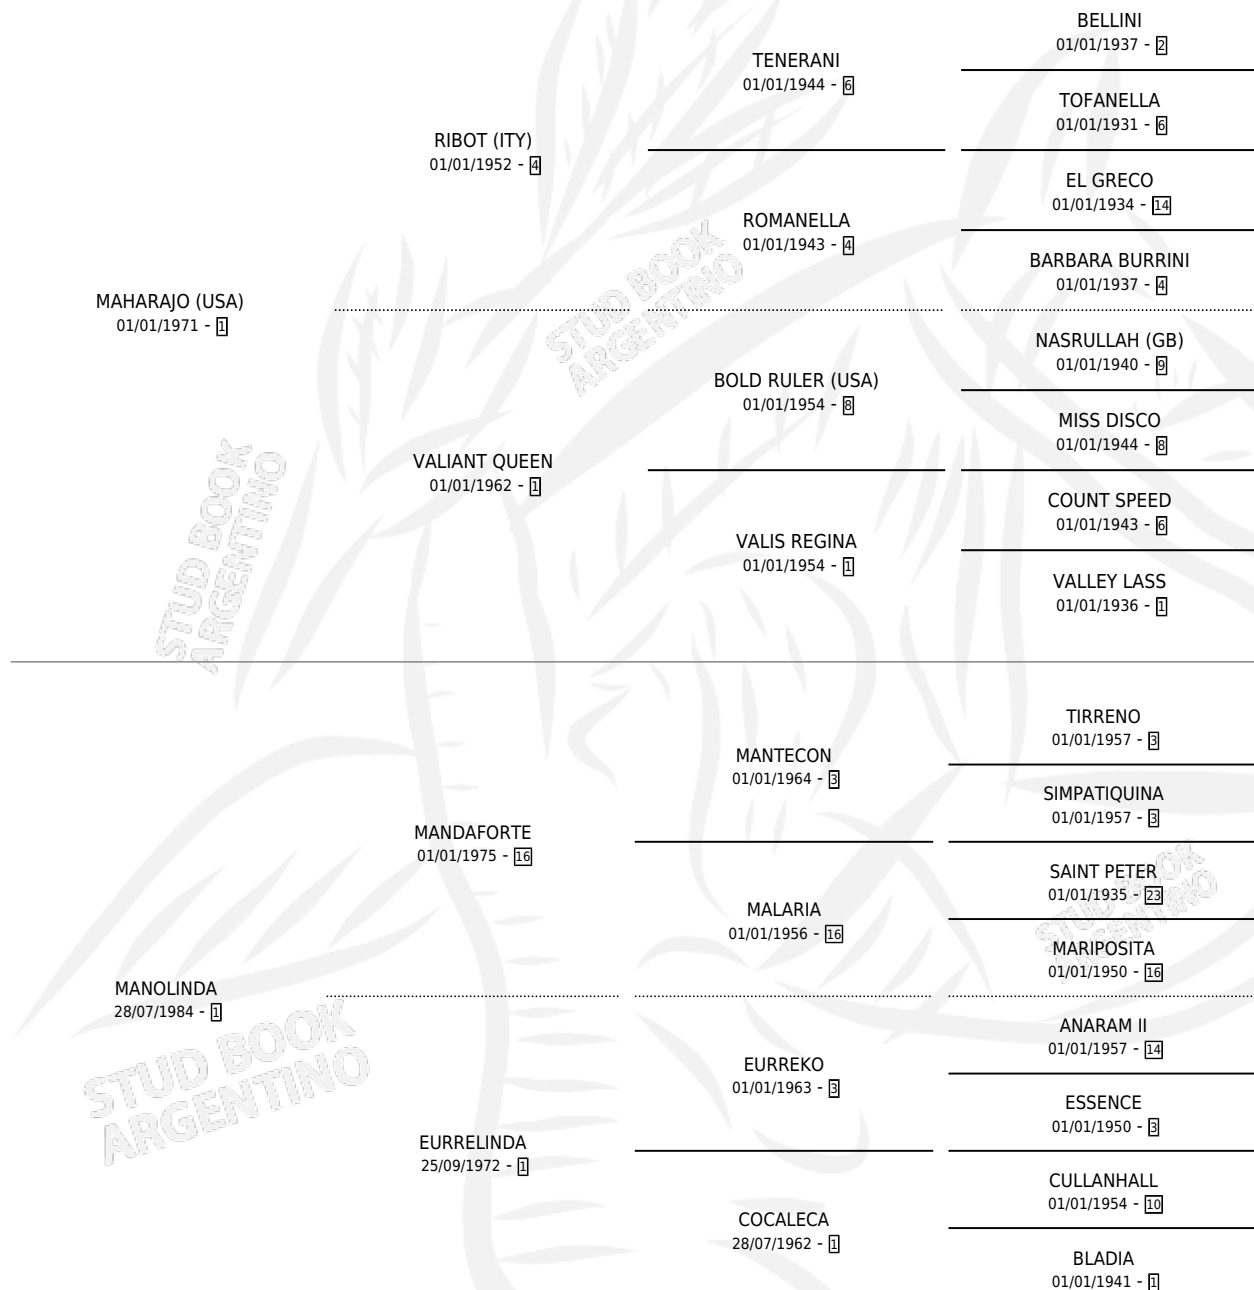 BELLINI
01/01/1937 - 2
TENERANI
01/01/1944 - 6
TOFANELLA
01/01/1931 - 6
RIBOT (ITY)
01/01/1952 - 4
EL GRECO
01/01/1934 - 14
ROMANELLA
01/01/1943 - 4
BARBARA BURRINI
01/01/1937 - 4
MAHARAJO (USA)
01/01/1971 - 1
STUD BOOK
ARGENTINO
NASRULLAH (GB)
01/01/1940 - 9
BOLD RULER (USA)
01/01/1954 - 8
MISS DISCO
01/01/1944 - 8
VALIANT QUEEN
01/01/1962 - 1
COUNT SPEED
01/01/1943 - 6
VALIS REGINA
01/01/1954 - 1
VALLEY LASS
01/01/1936 - 1
STUD BOOK
ARGENTINO
TIRRENO
01/01/1957 - 3
MANTECON
01/01/1964 - 3
SIMPATIQUINA
01/01/1957 - 3
MANDAFORTE
01/01/1975 - 16
SAINT PETER
01/01/1935 - 23
MALARIA
01/01/1956 - 16
MARIPOSITA
01/01/1950 - 16
STUD BOOK
ARGENTINO
MANOLINDA
28/07/1984 - 1
ANARAM II
01/01/1957 - 14
EURREKO
01/01/1963 - 3
ESSENCE
01/01/1950 - 3
STUD BOOK
ARGENTINO
EURRELINDA
25/09/1972 - 1
CULLANHALL
01/01/1954 - 10
COCALECA
28/07/1962 - 1
BLADIA
01/01/1941 - 1